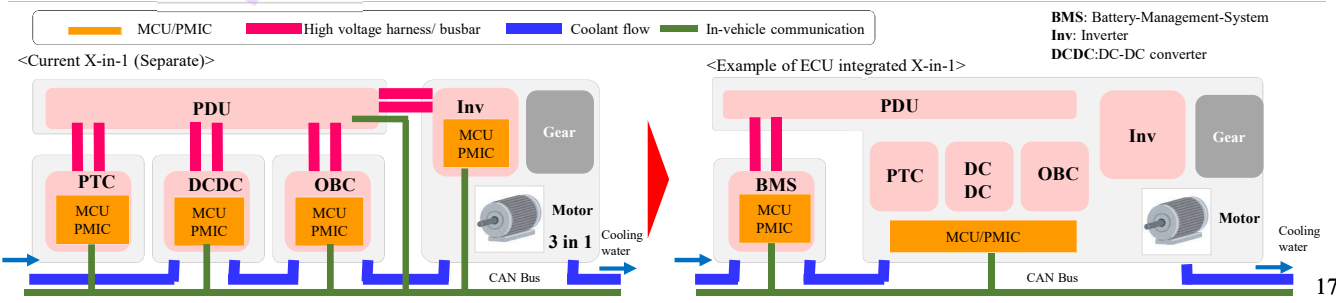 MCU/PMIC
High voltage harness/ busbar
Coolant flow
In-vehicle communication
BMS: Battery-Management-System
Inv: Inverter
DCDC:DC-DC converter
<Current X-in-1 (Separate)>
PDU
Inv
MCU
PMIC
Gear
PTC
MCU
PMIC
DCDC
MCU
PMIC
OBC
MCU
PMIC
Motor
3 in 1
Cooling
water
CAN Bus
<Example of ECU integrated X-in-1>
PDU
Inv
Gear
BMS
MCU
PMIC
PTC
DC
DC
OBC
MCU/PMIC
Motor
Cooling
water
CAN Bus
17